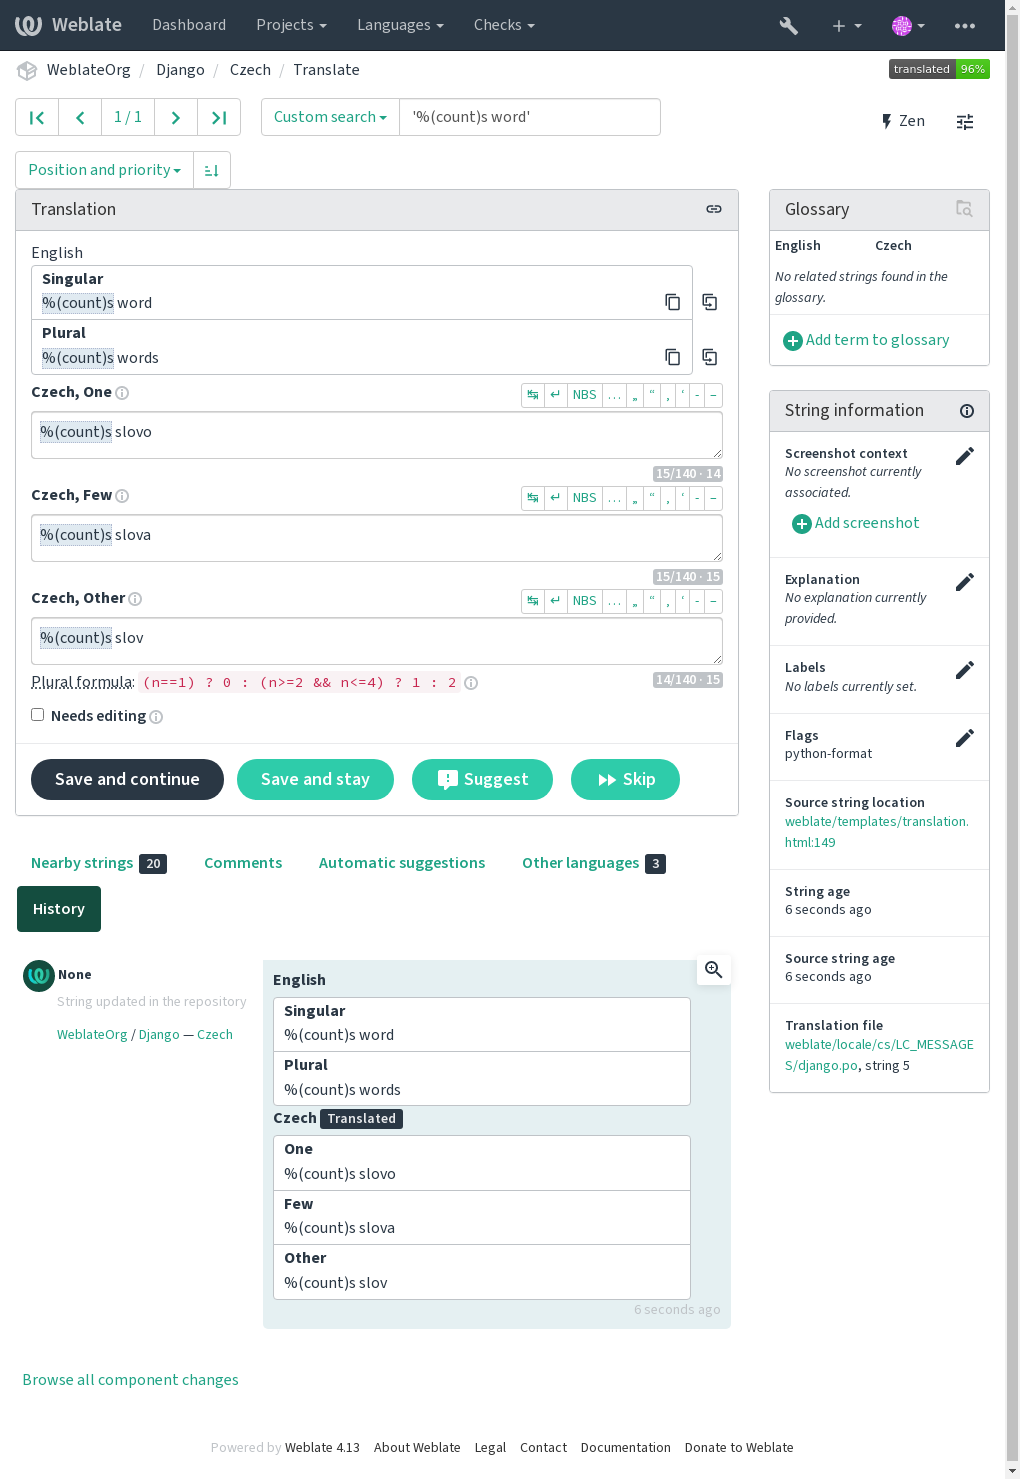 Weblate Dashboard Projects Languages Checks
WeblateOrg / Django / Czech / Translate translated 96%
1 / 1 Custom search '%(count)s word' Zen
Position and priority
Translation
English
Singular
%(count)s word
Plural
%(count)s words
Czech, One ↹ ↵ NBS … „ “ ‚ ‘ - –
%(count)s slovo
15/140 · 14
Czech, Few ↹ ↵ NBS … „ “ ‚ ‘ - –
%(count)s slova
15/140 · 15
Czech, Other ↹ ↵ NBS … „ “ ‚ ‘ - –
%(count)s slov
14/140 · 15
Plural formula: (n==1) ? 0 : (n>=2 && n<=4) ? 1 : 2
Needs editing
Save and continue Save and stay Suggest Skip
Glossary
English Czech
No related strings found in the
glossary.
Add term to glossary
String information
Screenshot context
No screenshot currently
associated.
Add screenshot
Explanation
No explanation currently
provided.
Labels
No labels currently set.
Flags
python-format
Source string location
weblate/templates/translation.
html:149
String age
6 seconds ago
Source string age
6 seconds ago
Translation file
weblate/locale/cs/LC_MESSAGE
S/django.po, string 5
Nearby strings 20 Comments Automatic suggestions Other languages 3
History
None
String updated in the repository
WeblateOrg / Django — Czech
English
Singular
%(count)s word
Plural
%(count)s words
Czech Translated
One
%(count)s slovo
Few
%(count)s slova
Other
%(count)s slov
6 seconds ago
Browse all component changes
Powered by Weblate 4.13 About Weblate Legal Contact Documentation Donate to Weblate